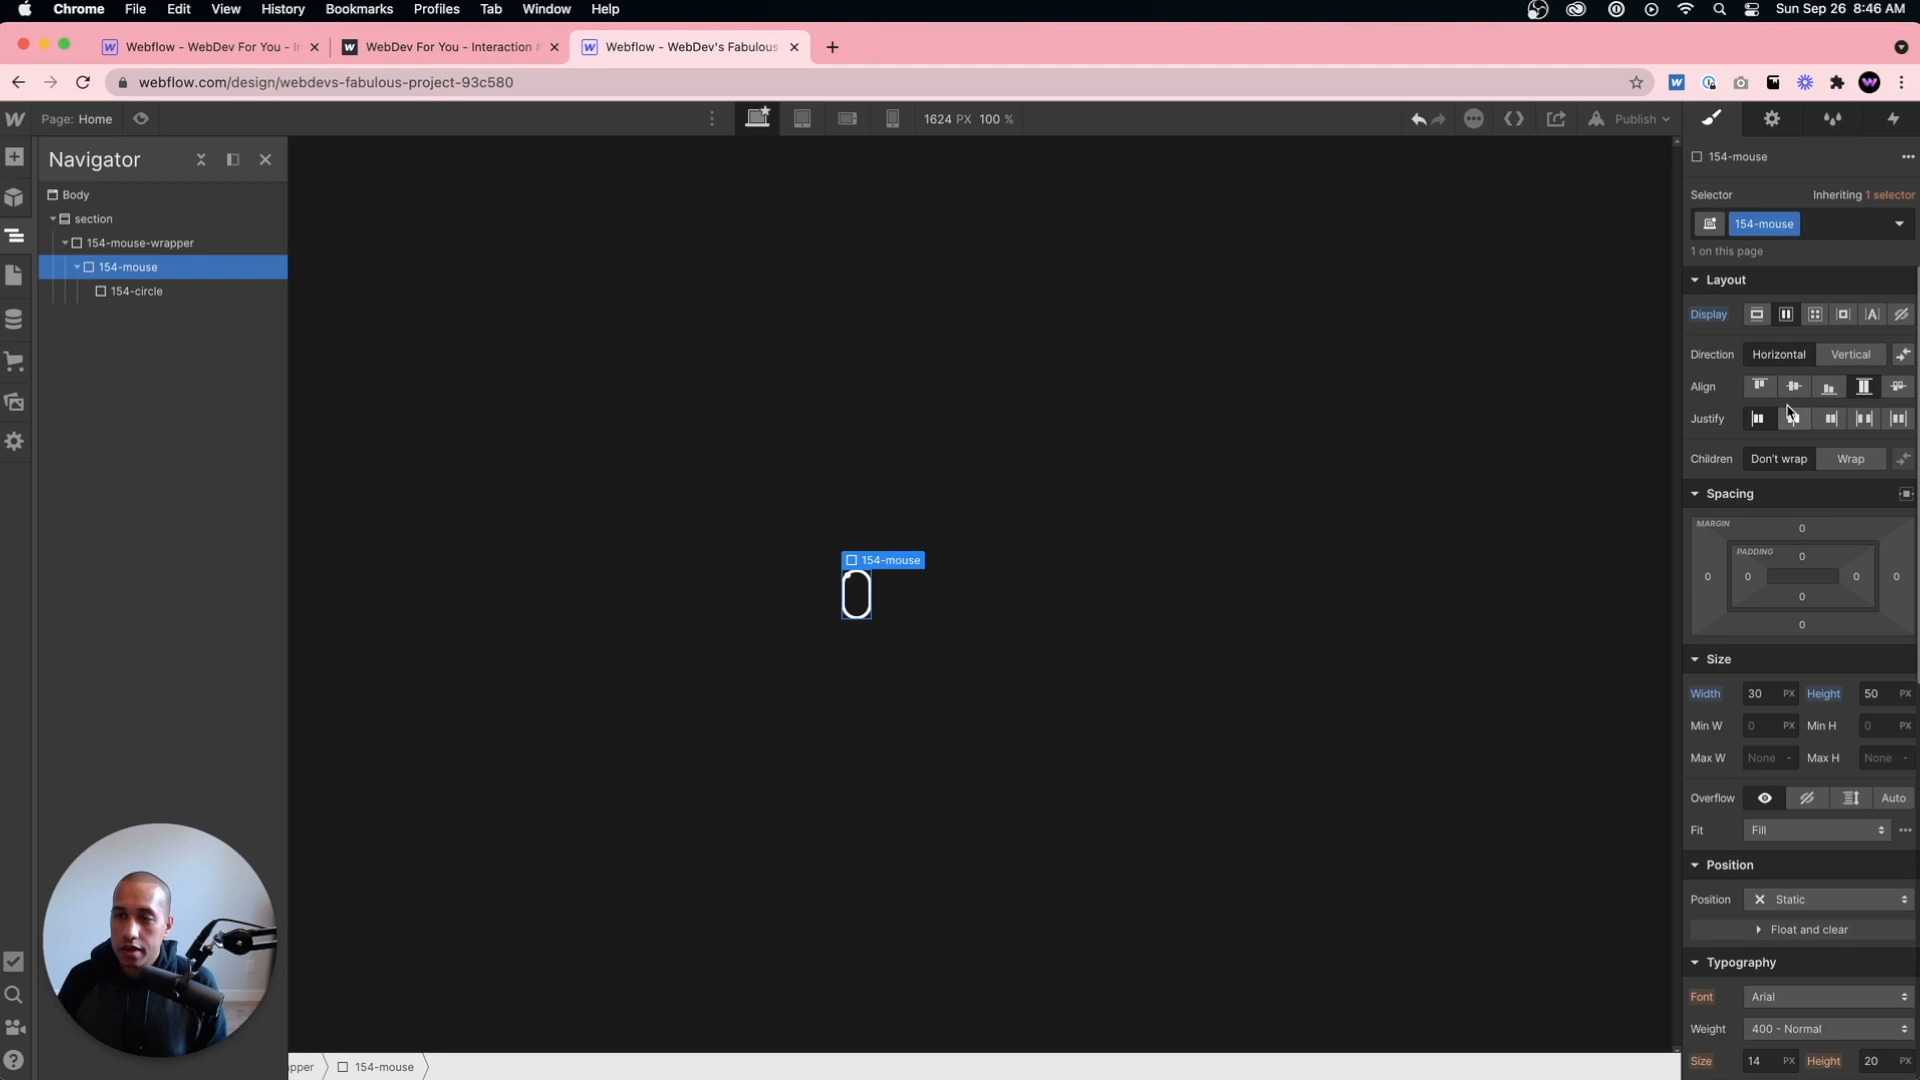 Chrome File Edit View History Bookmarks Profiles Tab Window Help Sun Sep 26 8:46 AM
Webflow - WebDev For You - I
WebDev For You - Interaction #
Webflow - WebDev's Fabulous
webflow.com/design/webdevs-fabulous-project-93c580
Page: Home 1624 PX 100 % Publish
Navigator
Body
section
154-mouse-wrapper
154-mouse
154-circle
154-mouse
pper 154-mouse
154-mouse
Selector Inheriting 1 selector
154-mouse
1 on this page
Layout
Display
Direction Horizontal Vertical
Align
Justify
Children Don't wrap Wrap
Spacing
MARGIN 0
PADDING 0
0 0 0 0
0
0
Size
Width 30 PX Height 50 PX
Min W 0 PX Min H 0 PX
Max W None - Max H None -
Overflow Auto
Fit Fill
Position
Position Static
Float and clear
Typography
Font Arial
Weight 400 - Normal
Size 14 PX Height 20 PX